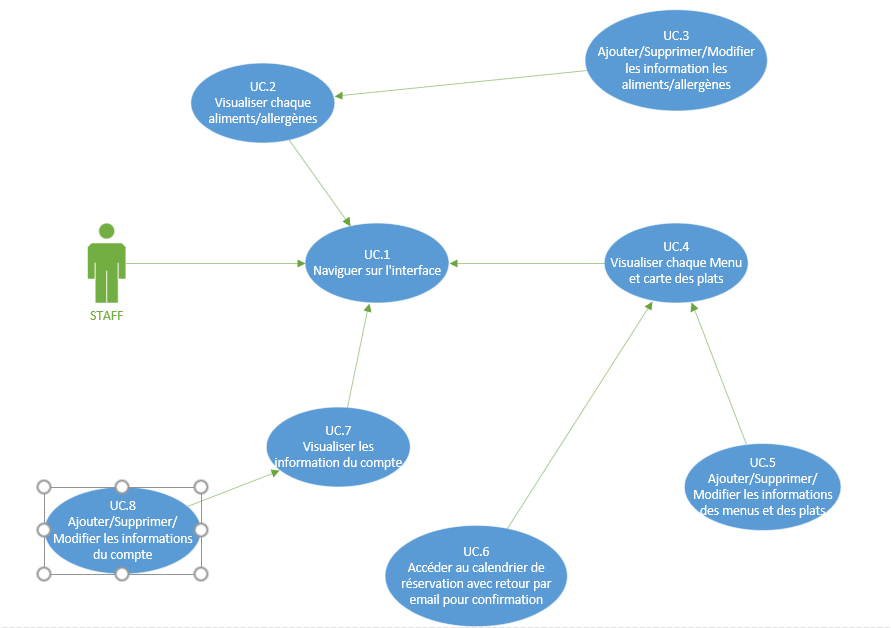 UC.3
Ajouter/Supprimer/Modifier
les information les
aliments/allergènes
UC.2
Visualiser chaque
aliments/allergènes
UC.1
Naviguer sur l'interface
UC.4
Visualiser chaque Menu
et carte des plats
STAFF
UC.7
Visualiser les
information du compte
UC.5
Ajouter/Supprimer/
Modifier les informations
des menus et des plats
UC.8
Ajouter/Supprimer/
Modifier les informations
du compte
UC.6
Accéder au calendrier de
réservation avec retour par
email pour confirmation